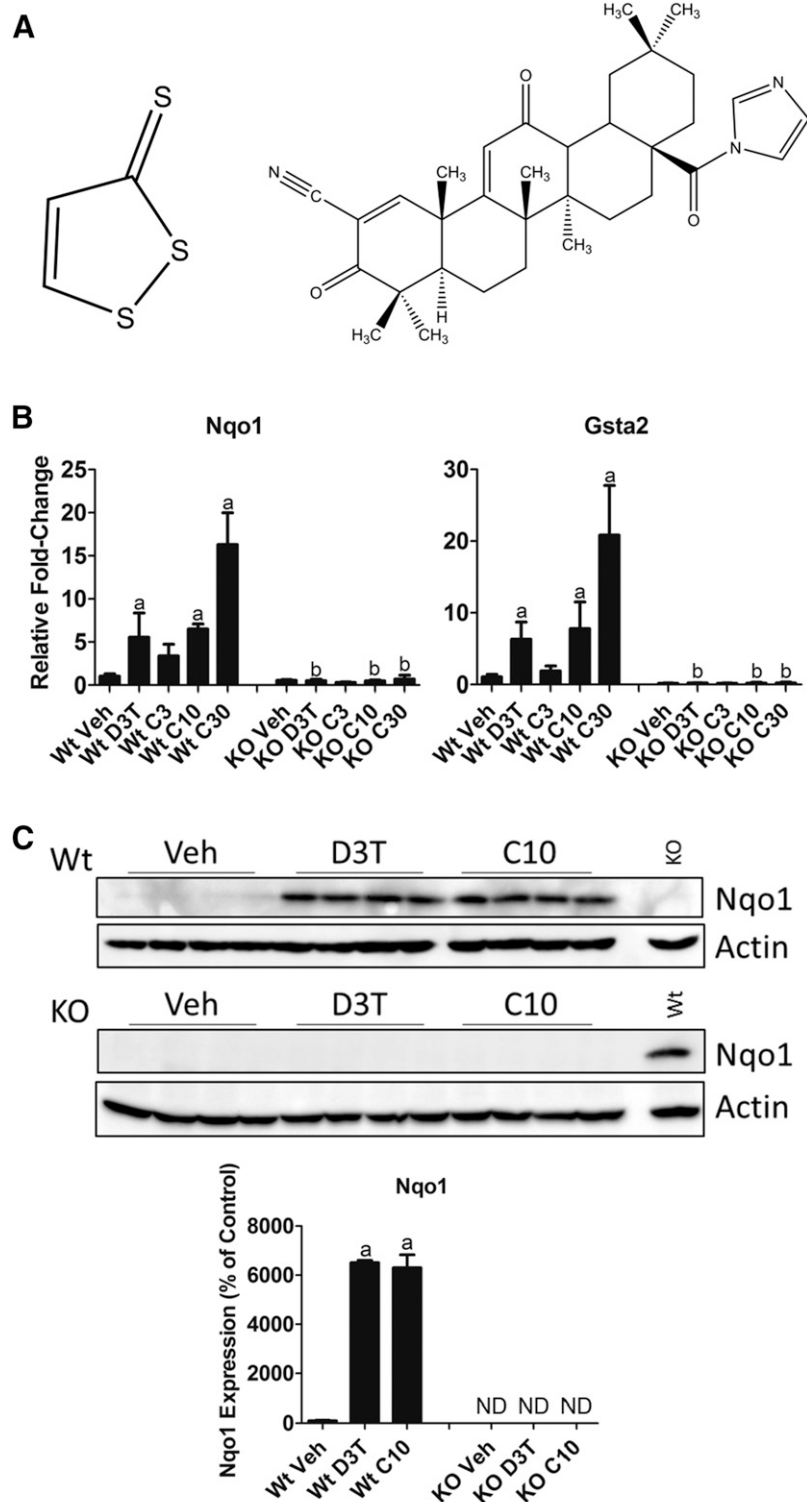 A
S
S
S
N
C
O
O
H
CH3
H3C
CH3
H3C
CH3
CH3
CH3
N
N
O
B
Nqo1
Gsta2
Relative Fold-Change
25
20
15
10
5
0
a
a
a
b
b
b
Wt Veh
Wt D3T
Wt C3
Wt C10
Wt C30
KO Veh
KO D3T
KO C3
KO C10
KO C30
30
20
10
0
a
a
a
b
b
b
Wt Veh
Wt D3T
Wt C3
Wt C10
Wt C30
KO Veh
KO D3T
KO C3
KO C10
KO C30
C
Wt Veh D3T C10 KO
Nqo1
Actin
KO Veh D3T C10 Wt
Nqo1
Actin
Nqo1
Nqo1 Expression (% of Control)
8000
6000
4000
2000
0
a
a
ND ND ND
Wt Veh
Wt D3T
Wt C10
KO Veh
KO D3T
KO C10